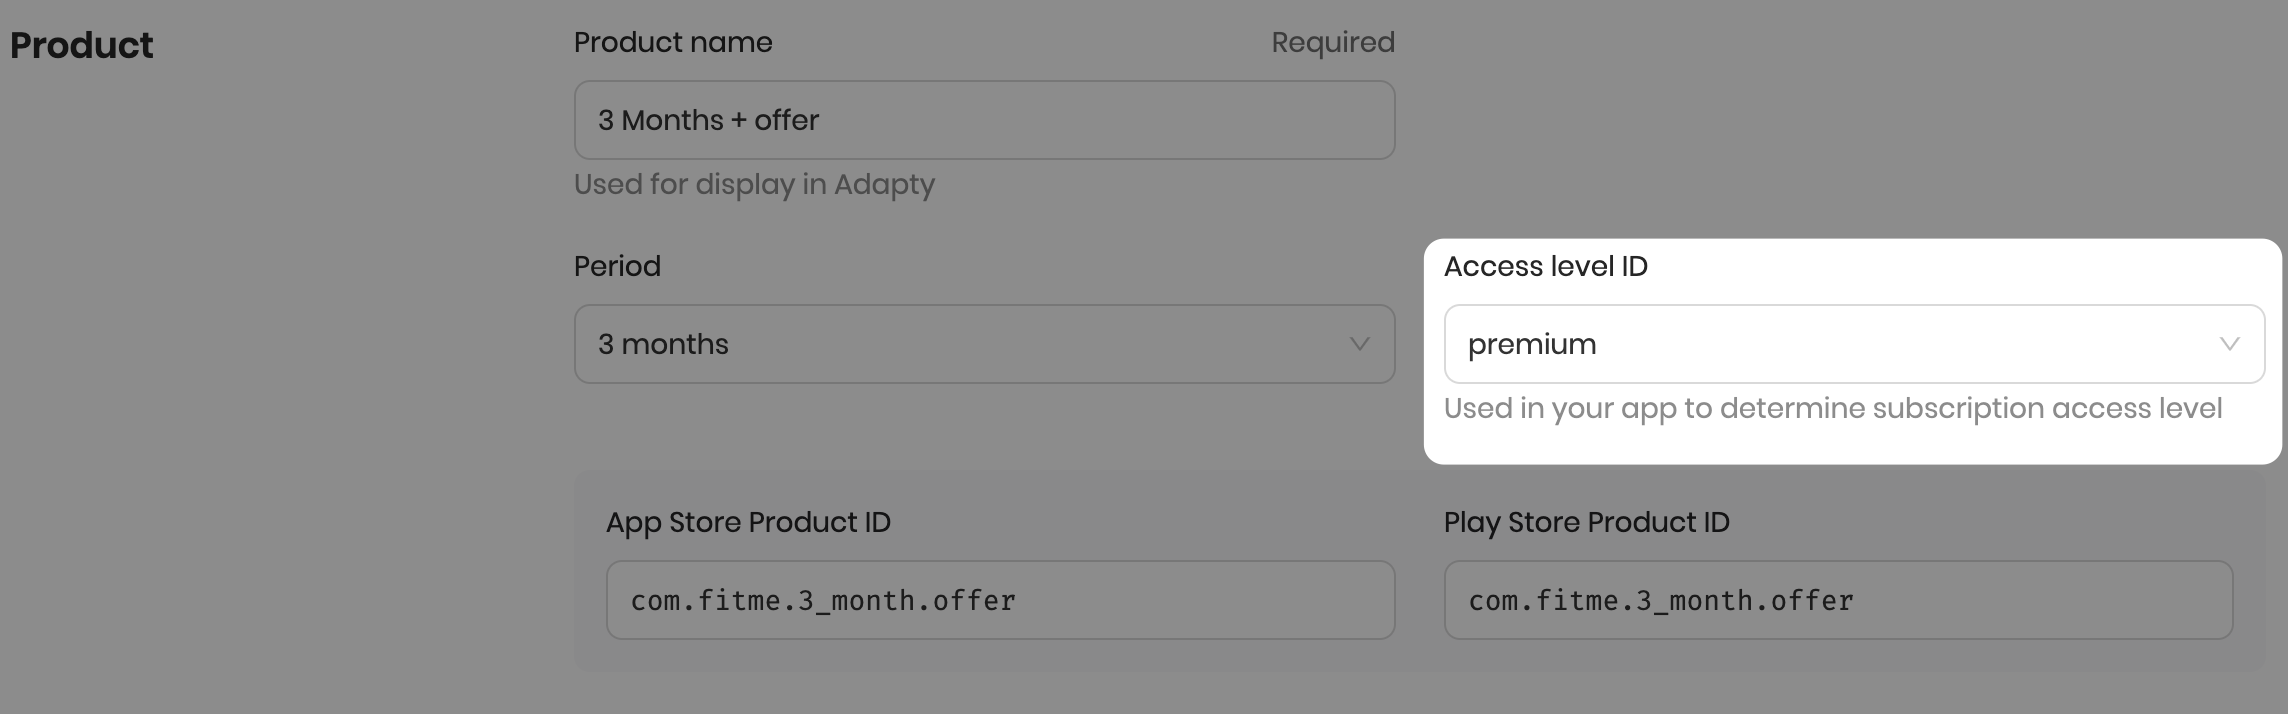 Product
Product name
Required
3 Months + offer
Used for display in Adapty
Period
3 months
Access level ID
premium
Used in your app to determine subscription access level
App Store Product ID
com.fitme.3_month.offer
Play Store Product ID
com.fitme.3_month.offer